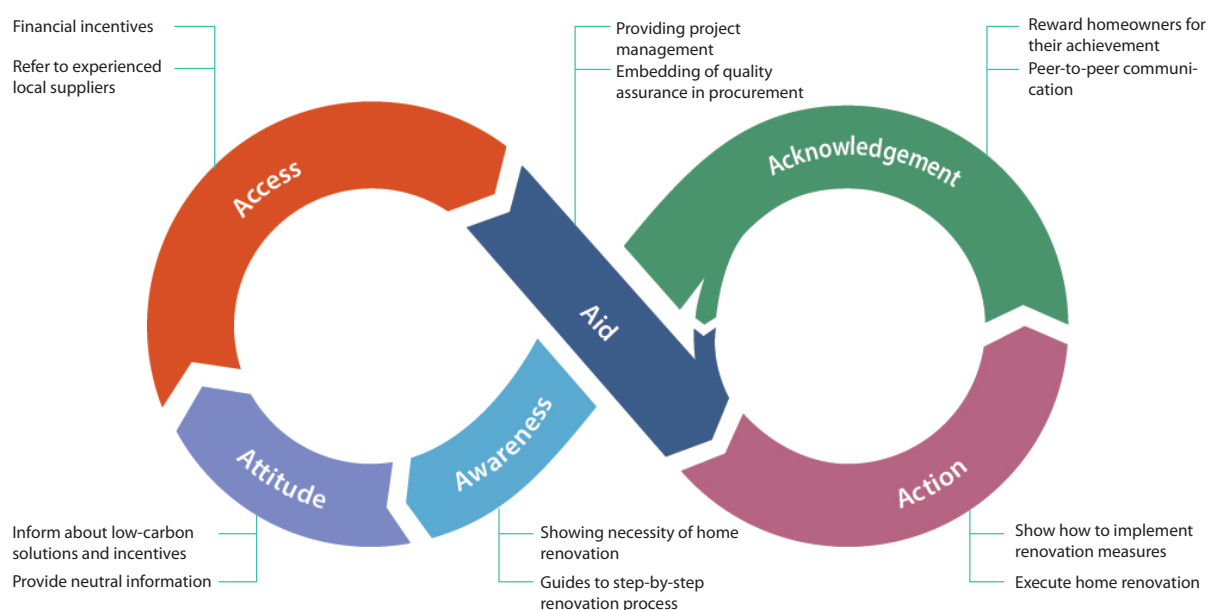 Financial incentives
Refer to experienced
local suppliers
Providing project
management
Embedding of quality
assurance in procurement
Reward homeowners for
their achievement
Peer-to-peer communi-
cation
Access
Aid
Acknowledgement
Attitude
Awareness
Action
Inform about low-carbon
solutions and incentives
Provide neutral information
Showing necessity of home
renovation
Guides to step-by-step
renovation process
Show how to implement
renovation measures
Execute home renovation